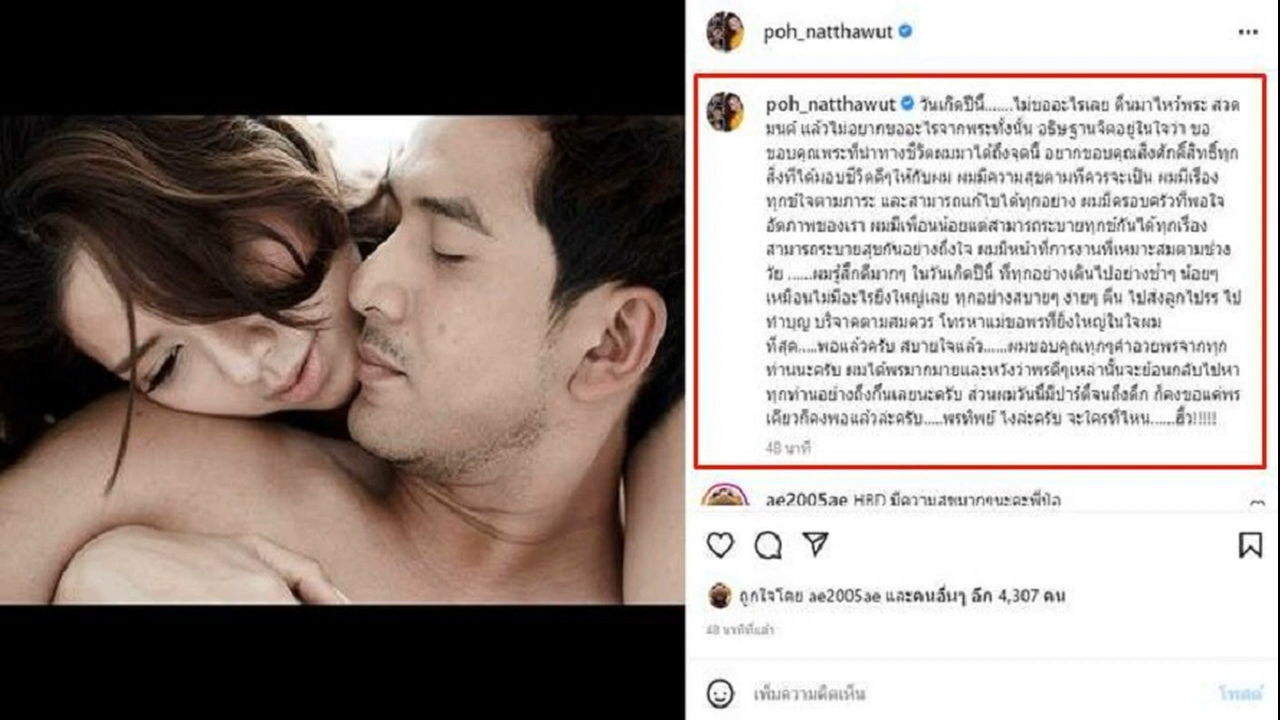 poh_natthawut
poh_natthawut วันเกิดปีนี้.......ไม่ขออะไรเลย ตื่นมาไหว้พระ สวด
มนต์ แล้วไม่อยากขออะไรจากพระทั้งนั้น อธิษฐานจิตอยู่ในใจว่า ขอ
ขอบคุณพระที่นำทางชีวิตผมมาได้ถึงจุดนี้ อยากขอบคุณสิ่งศักดิ์สิทธิ์ทุก
สิ่งที่ได้มอบชีวิตดีๆให้กับผม ผมมีความสุขตามที่ควรจะเป็น ผมมีเรื่อง
ทุกข์ใจตามภาระ และสามารถแก้ไขได้ทุกอย่าง ผมมีครอบครัวที่พอใจ
อัตภาพของเรา ผมมีเพื่อนน้อยแต่สามารถระบายทุกข์กันได้ทุกเรื่อง
สามารถระบายสุขกันอย่างถึงใจ ผมมีหน้าที่การงานที่เหมาะสมตามช่วง
วัย ......ผมรู้สึกดีมากๆ ในวันเกิดปีนี้ ที่ทุกอย่างเดินไปอย่างช้าๆ น้อยๆ
เหมือนไม่มีอะไรยิ่งใหญ่เลย ทุกอย่างสบายๆ ง่ายๆ ตื่น ไปส่งลูกไปรร ไป
ทำบุญ บริจาคตามสมควร โทรหาแม่ขอพรที่ยิ่งใหญ่ในใจผม
ที่สุด.....พอแล้วครับ สบายใจแล้ว......ผมขอบคุณทุกๆคำอวยพรจากทุก
ท่านนะครับ ผมได้พรมากมายและหวังว่าพรดีๆเหล่านั้นจะย้อนกลับไปหา
ทุกท่านอย่างถึงกึ๋นเลยนะครับ ส่วนผมวันนี้มีปาร์ตี้จนถึงดึก ก็คงขอแค่พร
เดียวก็คงพอแล้วล่ะครับ.....พรทิพย์ ไงล่ะครับ จะใครที่ไหน......ฮิ้ว!!!!!
48 นาที
ae2005ae HBD มีความสุขมากๆนะคะพี่ป๋อ
ถูกใจโดย ae2005ae และคนอื่นๆ อีก 4,307 คน
48 นาทีที่แล้ว
เพิ่มความคิดเห็น
โพสต์